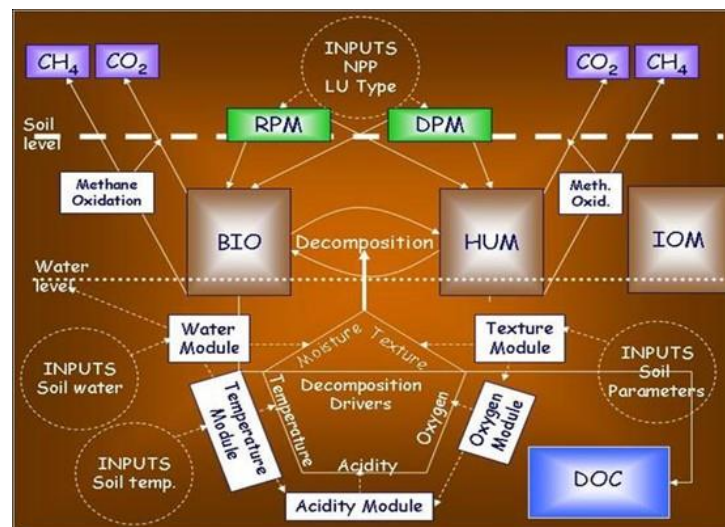 INPUTS
NPP
LU Type
CH4
CO2
CO2
CH4
RPM
DPM
Soil
level
Methane
Oxidation
Meth.
Oxid.
BIO
Decomposition
HUM
IOM
Water
level
Water
Module
Moisture
Texture
Texture
Module
INPUTS
Soil water
INPUTS
Soil
Parameters
Temperature
Module
Temperature
Decomposition
Drivers
Oxygen
Oxygen
Module
INPUTS
Soil temp.
Acidity
Acidity Module
DOC